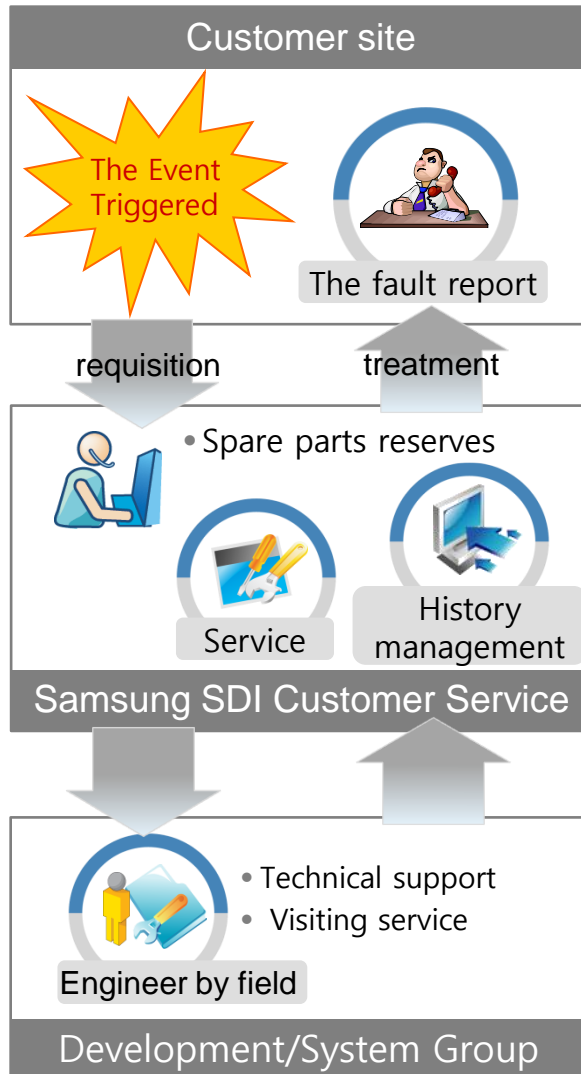 Customer site
The Event
Triggered
The fault report
requisition
treatment
• Spare parts reserves
Service
History
management
Samsung SDI Customer Service
• Technical support
• Visiting service
Engineer by field
Development/System Group